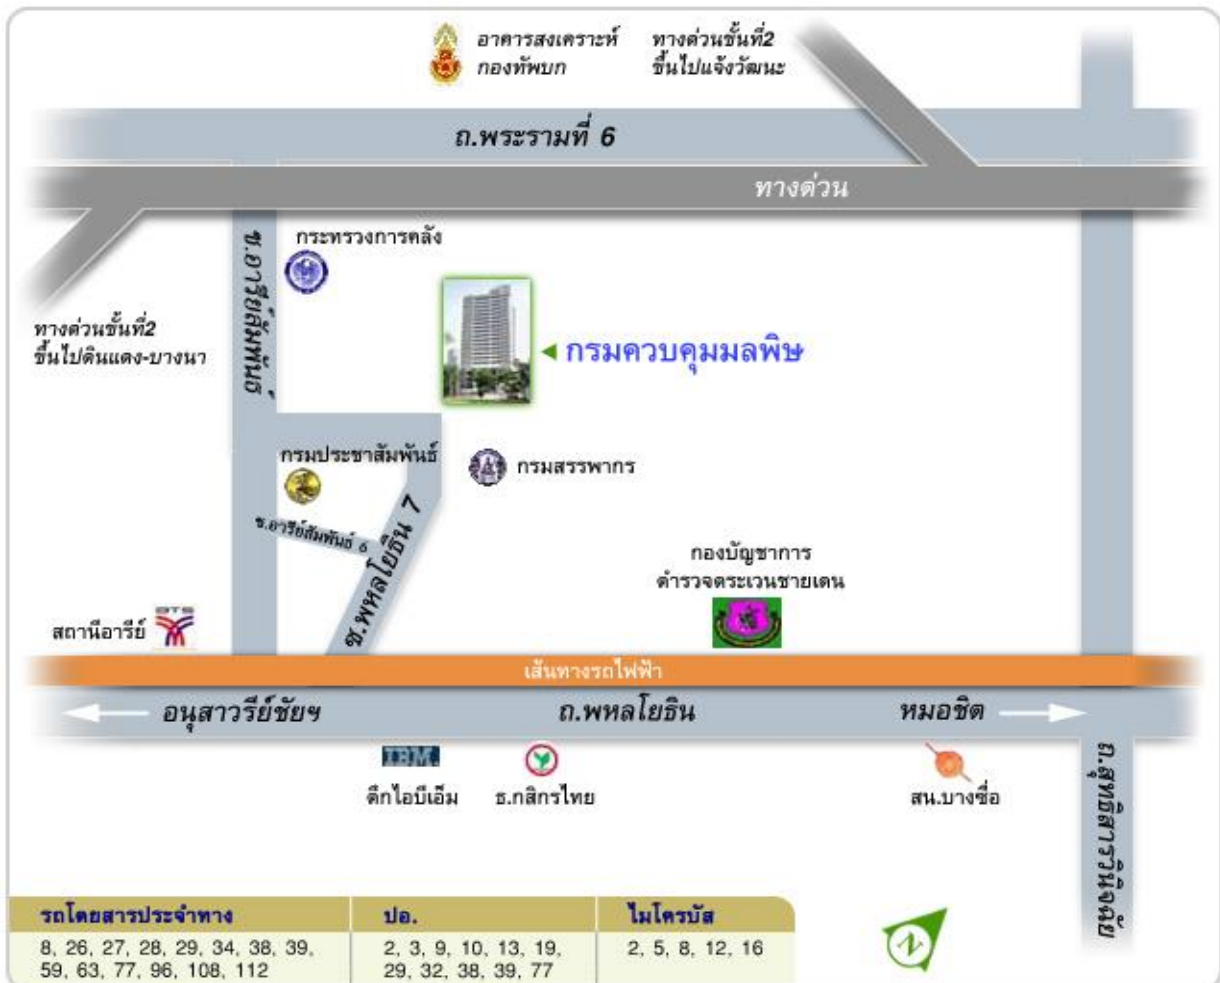 อาคารสงเคราะห์
กองทัพบก
ทางด่วนชั้นที่2
ขึ้นไปแจ้งวัฒนะ
ถ.พระรามที่ 6
ทางด่วน
กระทรวงการคลัง
ซ.อารีย์สัมพันธ์
ทางด่วนชั้นที่2
ขึ้นไปดินแดง-บางนา
กรมควบคุมมลพิษ
กรมประชาสัมพันธ์
กรมสรรพากร
ซ.อารีย์สัมพันธ์ 6
ซ.พหลโยธิน 7
กองบัญชาการ
ตำรวจตระเวนชายแดน
BTS
สถานีอารีย์
เส้นทางรถไฟฟ้า
อนุสาวรีย์ชัยฯ
ถ.พหลโยธิน
หมอชิต
IBM.
ตึกไอบีเอ็ม
ธ.กสิกรไทย
สน.บางซื่อ
ถ.สุทธิสารวินิจฉัย
รถโดยสารประจำทาง
ปอ.
ไมโครบัส
8, 26, 27, 28, 29, 34, 38, 39,
59, 63, 77, 96, 108, 112
2, 3, 9, 10, 13, 19,
29, 32, 38, 39, 77
2, 5, 8, 12, 16
N